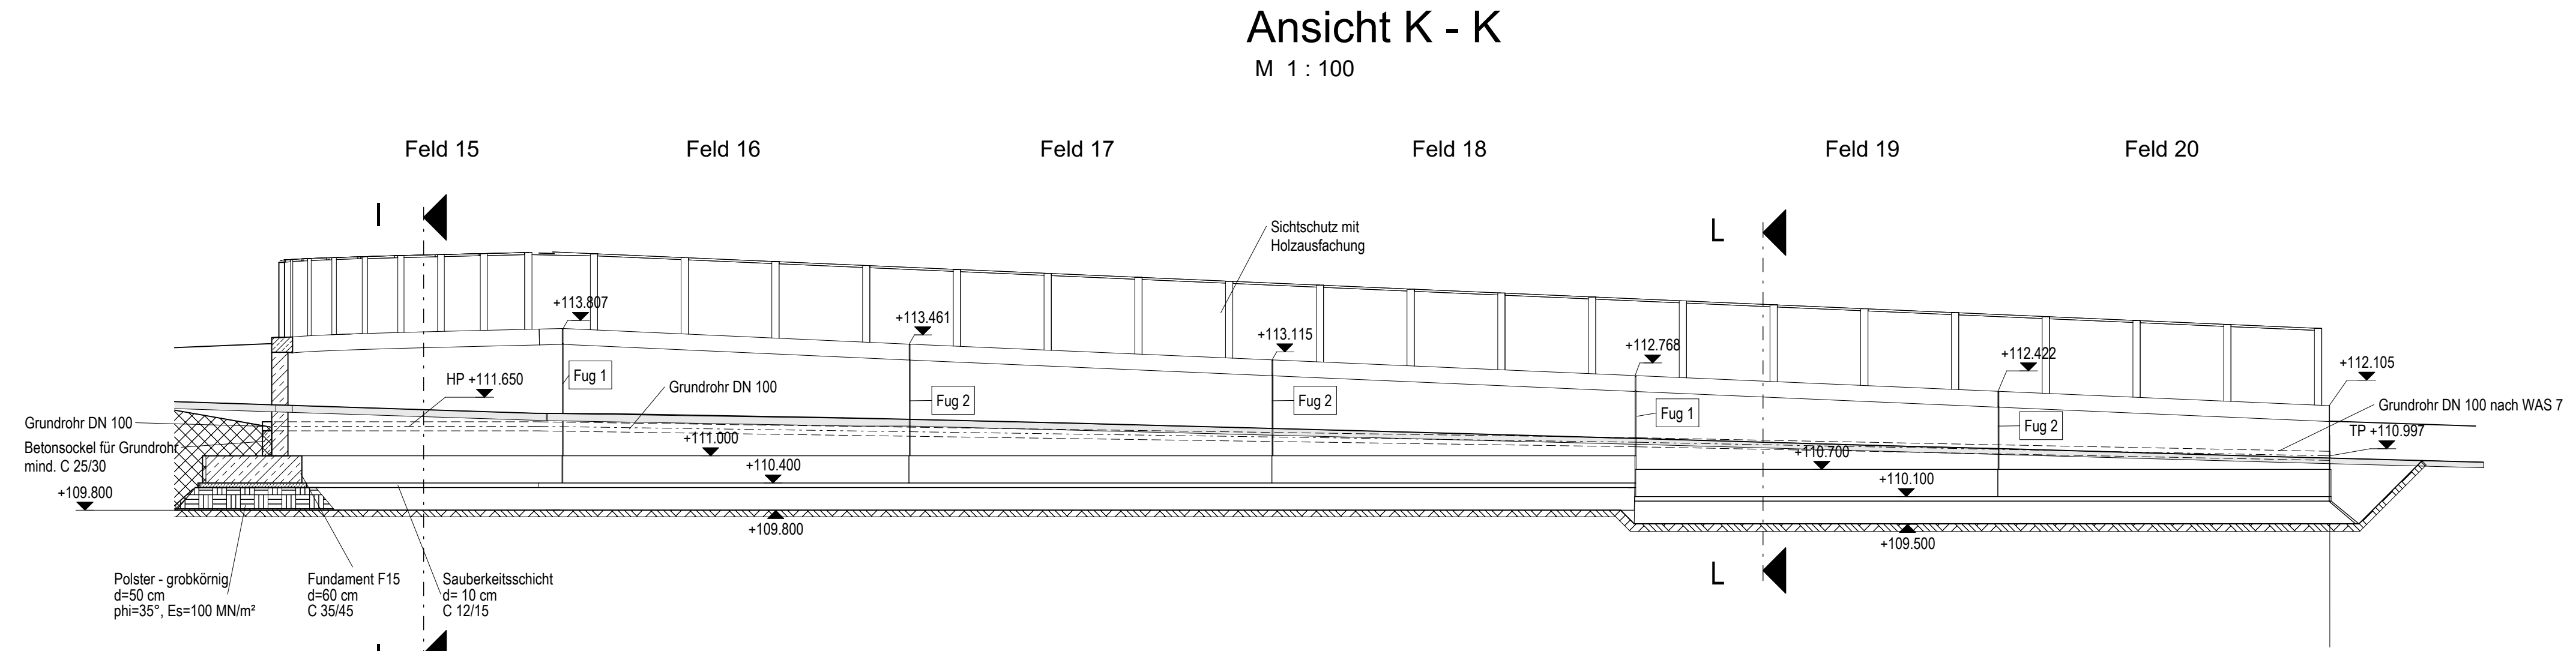 Ansicht K - K
M 1 : 100
Feld 15
Feld 16
Feld 17
Feld 18
Feld 19
Feld 20
I
L
Sichtschutz mit
Holzausfachung
+113.807
+113.461
+113.115
+112.768
+112.422
+112.105
HP +111.650
Fug 1
Grundrohr DN 100
Fug 2
Fug 2
Fug 1
Fug 2
Grundrohr DN 100 nach WAS 7
TP +110.997
Grundrohr DN 100
Betonsockel für Grundrohr
mind. C 25/30
+111.000
+110.400
+110.700
+110.100
+109.800
+109.800
+109.500
Polster - grobkörnig
d=50 cm
phi=35°, Es=100 MN/m²
Fundament F15
d=60 cm
C 35/45
Sauberkeitsschicht
d= 10 cm
C 12/15
L